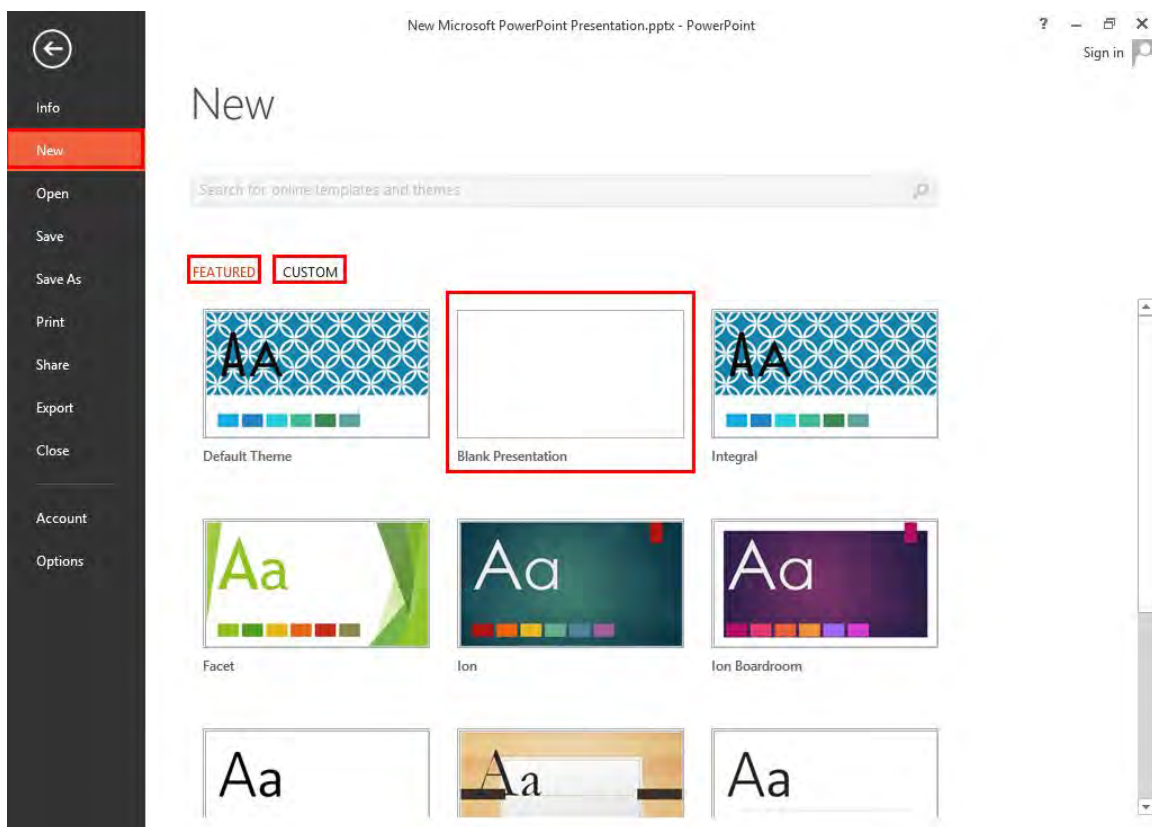 New Microsoft PowerPoint Presentation.pptx - PowerPoint
?
Sign in
Info
New
Open
Save
Save As
Print
Share
Export
Close
Account
Options
New
Search for online templates and themes
FEATURED CUSTOM
Aa Aa
Default Theme Blank Presentation Integral
Aa Aa Aa
Facet Ion Ion Boardroom
Aa Aa Aa